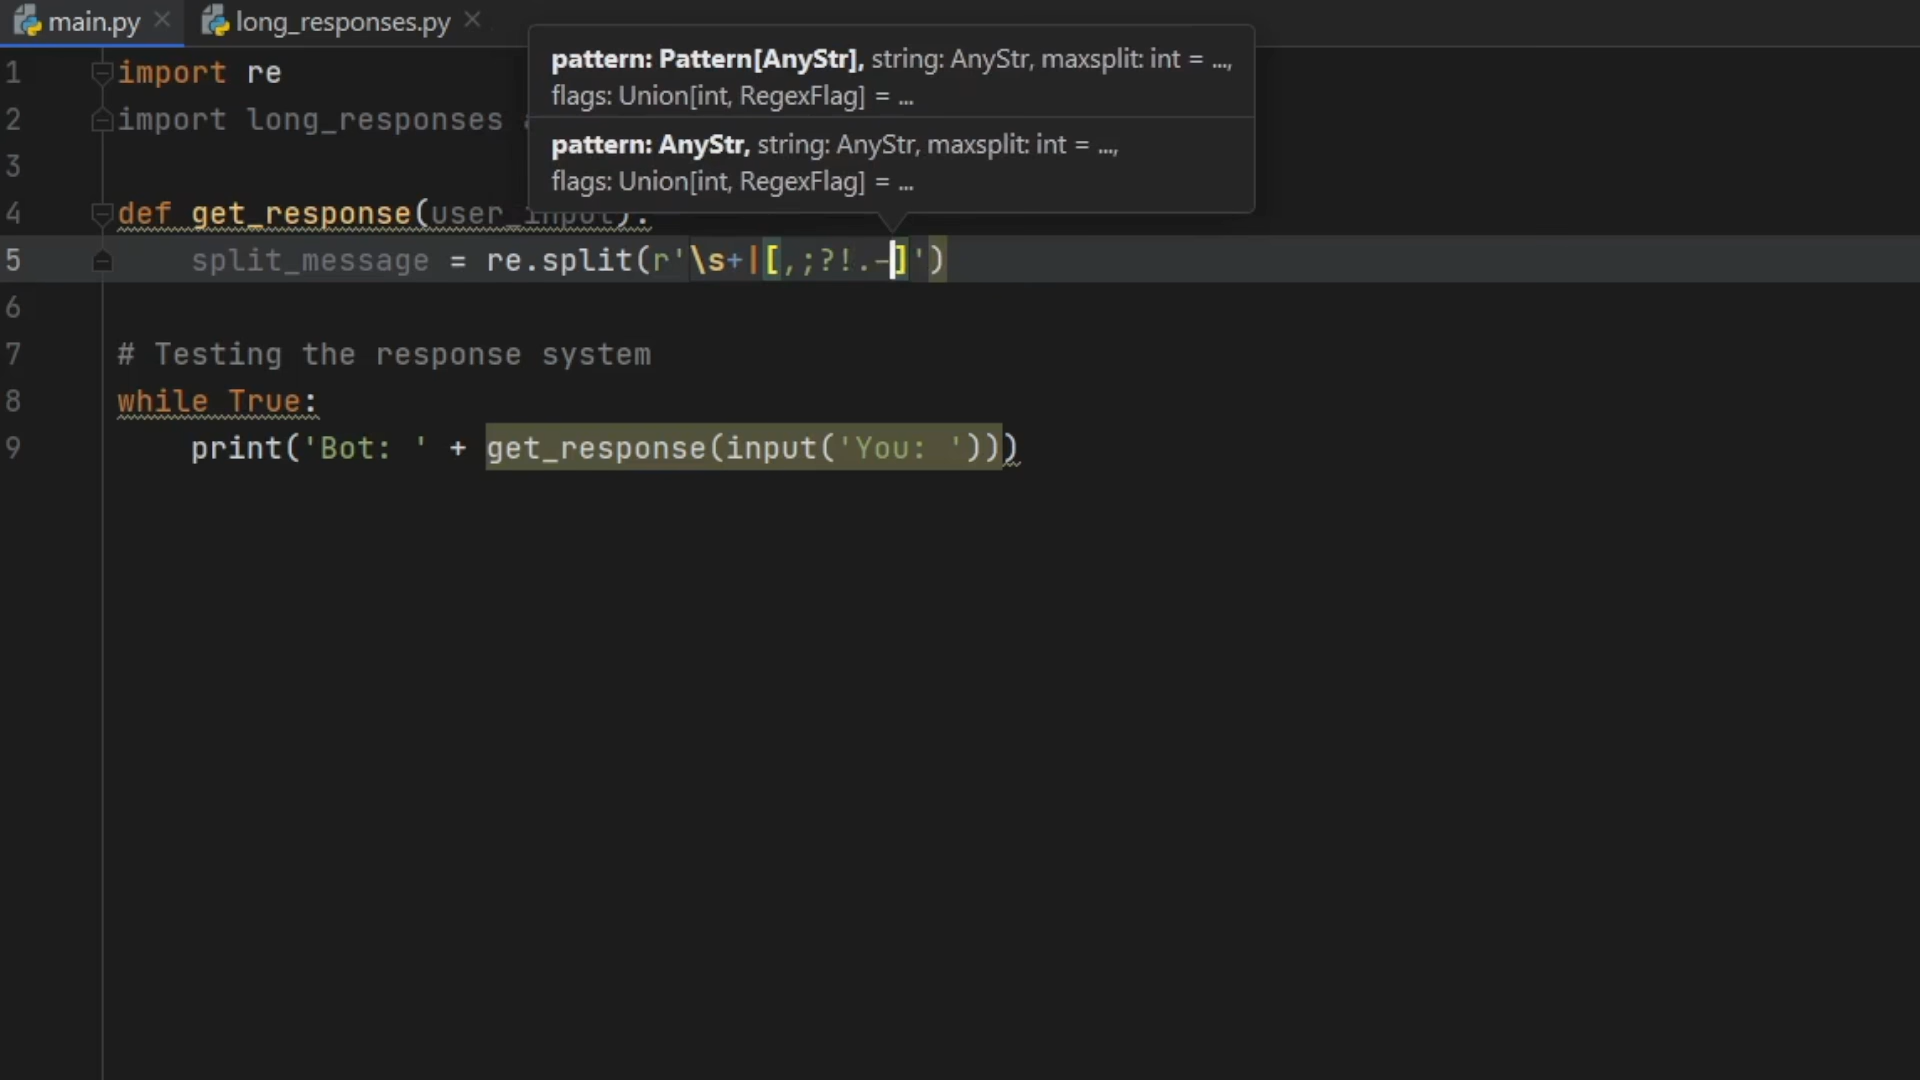 main.py
long_responses.py
pattern: Pattern[AnyStr], string: AnyStr, maxsplit: int = ...,
flags: Union[int, RegexFlag] = ...
pattern: AnyStr, string: AnyStr, maxsplit: int = ...,
flags: Union[int, RegexFlag] = ...
1 import re
2 import long_responses
3
4 def get_response(user_input):
5 split_message = re.split(r'\s+|[,;?!.-]')
6
7 # Testing the response system
8 while True:
9 print('Bot: ' + get_response(input('You: ')))